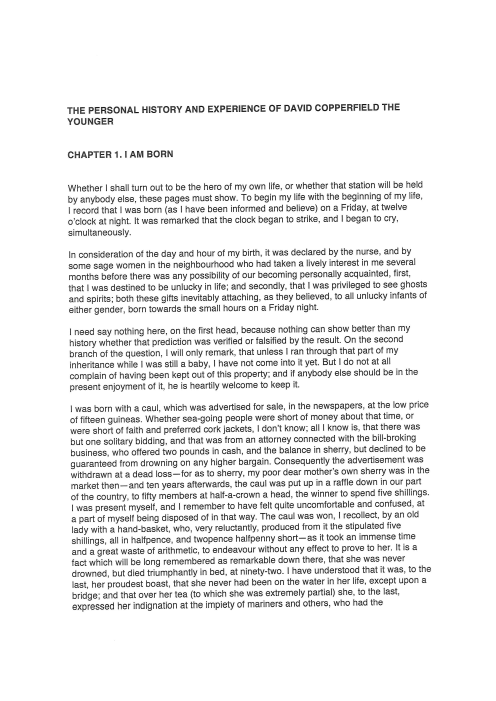 THE PERSONAL HISTORY AND EXPERIENCE OF DAVID COPPERFIELD THE
YOUNGER
CHAPTER 1. I AM BORN
Whether I shall turn out to be the hero of my own life, or whether that station will be held
by anybody else, these pages must show. To begin my life with the beginning of my life,
I record that I was born (as I have been informed and believe) on a Friday, at twelve
o'clock at night. It was remarked that the clock began to strike, and I began to cry,
simultaneously.
In consideration of the day and hour of my birth, it was declared by the nurse, and by
some sage women in the neighbourhood who had taken a lively interest in me several
months before there was any possibility of our becoming personally acquainted, first,
that I was destined to be unlucky in life; and secondly, that I was privileged to see ghosts
and spirits; both these gifts inevitably attaching, as they believed, to all unlucky infants of
either gender, born towards the small hours on a Friday night.
I need say nothing here, on the first head, because nothing can show better than my
history whether that prediction was verified or falsified by the result. On the second
branch of the question, I will only remark, that unless I ran through that part of my
inheritance while I was still a baby, I have not come into it yet. But I do not at all
complain of having been kept out of this property; and if anybody else should be in the
present enjoyment of it, he is heartily welcome to keep it.
I was born with a caul, which was advertised for sale, in the newspapers, at the low price
of fifteen guineas. Whether sea-going people were short of money about that time, or
were short of faith and preferred cork jackets, I don't know; all I know is, that there was
but one solitary bidding, and that was from an attorney connected with the bill-broking
business, who offered two pounds in cash, and the balance in sherry, but declined to be
guaranteed from drowning on any higher bargain. Consequently the advertisement was
withdrawn at a dead loss—for as to sherry, my poor dear mother's own sherry was in the
market then—and ten years afterwards, the caul was put up in a raffle down in our part
of the country, to fifty members at half-a-crown a head, the winner to spend five shillings.
I was present myself, and I remember to have felt quite uncomfortable and confused, at
a part of myself being disposed of in that way. The caul was won, I recollect, by an old
lady with a hand-basket, who, very reluctantly, produced from it the stipulated five
shillings, all in halfpence, and twopence halfpenny short—as it took an immense time
and a great waste of arithmetic, to endeavour without any effect to prove to her. It is a
fact which will be long remembered as remarkable down there, that she was never
drowned, but died triumphantly in bed, at ninety-two. I have understood that it was, to the
last, her proudest boast, that she never had been on the water in her life, except upon a
bridge; and that over her tea (to which she was extremely partial) she, to the last,
expressed her indignation at the impiety of mariners and others, who had the